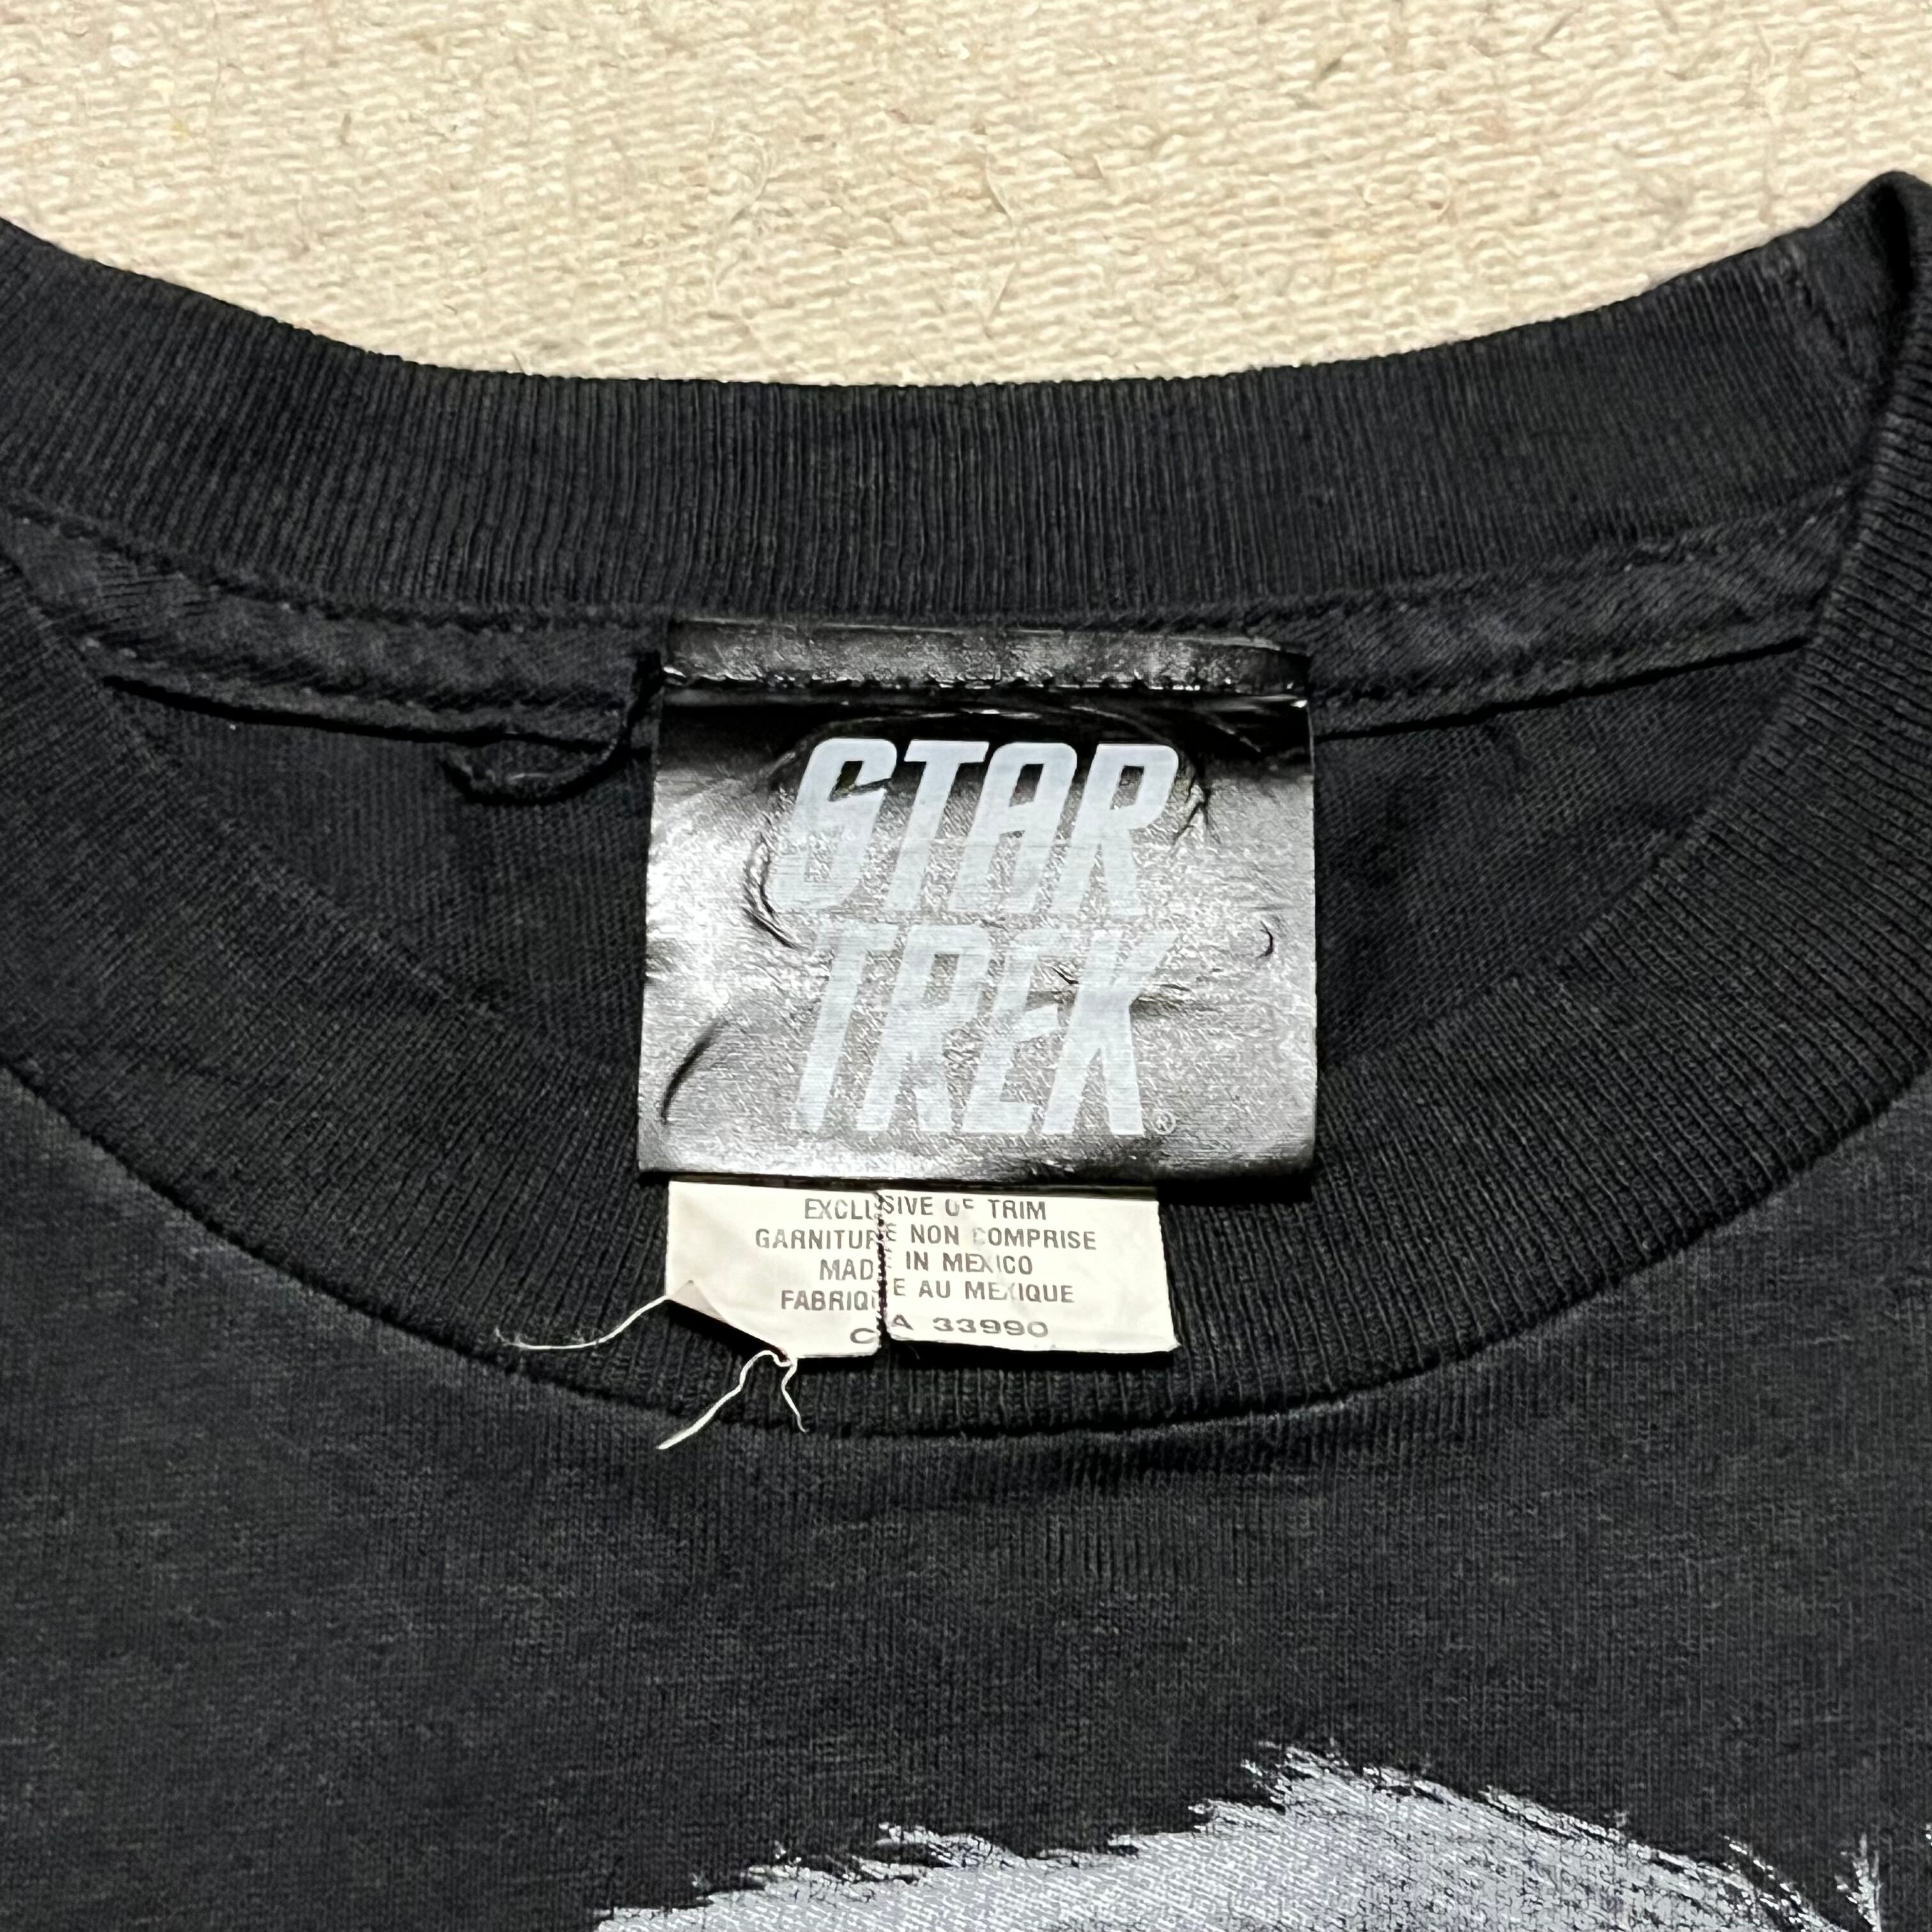 STAR
TREK®
EXCLUSIVE OF TRIM
GARNITURE NON COMPRISE
MADE IN MEXICO
FABRIQUE AU MEXIQUE
CA 33990